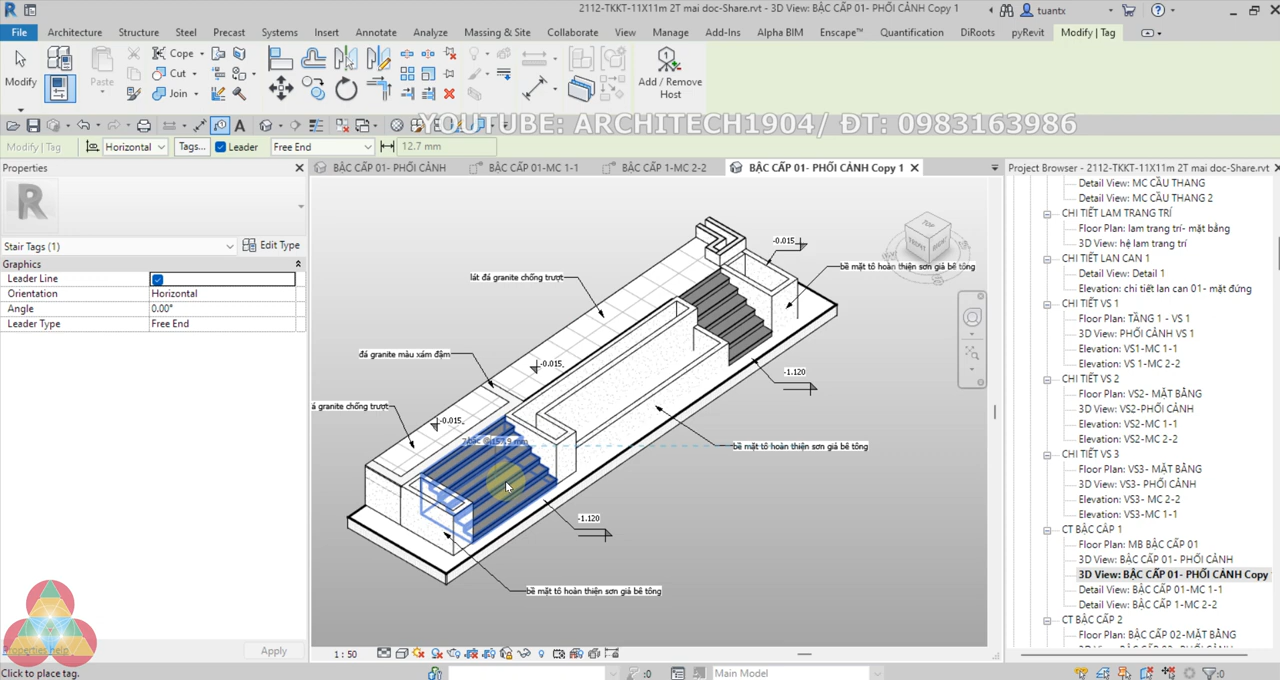 2112-TKKT-11X11m 2T mai doc-Share.rvt - 3D View: BẬC CẤP 01- PHỐI CẢNH Copy 1
tuantx
File Architecture Structure Steel Precast Systems Insert Annotate Analyze Massing & Site Collaborate View Manage Add-Ins Alpha BIM Enscape™ Quantification DiRoots pyRevit Modify | Tag
Modify
Paste
Cope
Cut
Join
Add / Remove
Host
YOUTUBE: ARCHITECH1904/ ĐT: 0983163986
Modify | Tag Horizontal Tags... Leader Free End 12.7 mm
Properties
BẬC CẤP 01- PHỐI CẢNH
BẬC CẤP 01-MC 1-1
BẬC CẤP 1-MC 2-2
BẬC CẤP 01- PHỐI CẢNH Copy 1
Project Browser - 2112-TKKT-11X11m 2T mai doc-Share.rvt
Stair Tags (1)
Edit Type
Graphics
Leader Line
Orientation Horizontal
Angle 0.00°
Leader Type Free End
Properties help
Apply
TOP
FRONT
RIGHT
-0.015
bề mặt tô hoàn thiện sơn giả bê tông
lát đá granite chống trượt
đá granite màu xám đậm
-0.015
-1.120
á granite chống trượt
-0.015
bề mặt tô hoàn thiện sơn giả bê tông
-1.120
bề mặt tô hoàn thiện sơn giả bê tông
Detail View: MC CẦU THANG
Detail View: MC CẦU THANG 2
CHI TIẾT LAM TRANG TRÍ
Floor Plan: lam trang trí- mặt bằng
3D View: hệ lam trang trí
CHI TIẾT LAN CAN 1
Detail View: Detail 1
Elevation: chi tiết lan can 01- mặt đứng
CHI TIẾT VS 1
Floor Plan: TẦNG 1 - VS 1
3D View: PHỐI CẢNH VS 1
Elevation: VS1-MC 1-1
Elevation: VS 1-MC 2-2
CHI TIẾT VS 2
Floor Plan: VS2- MẶT BẰNG
3D View: VS2-PHỐI CẢNH
Elevation: VS2-MC 1-1
Elevation: VS2-MC 2-2
CHI TIẾT VS 3
Floor Plan: VS3- MẶT BẰNG
3D View: VS3- PHỐI CẢNH
Elevation: VS3- MC 2-2
Elevation: VS3-MC 1-1
CT BẬC CẤP 1
Floor Plan: MB BẬC CẤP 01
3D View: BẬC CẤP 01- PHỐI CẢNH
3D View: BẬC CẤP 01- PHỐI CẢNH Copy
Detail View: BẬC CẤP 01-MC 1-1
Detail View: BẬC CẤP 1-MC 2-2
CT BẬC CẤP 2
Floor Plan: BẬC CẤP 02-MẶT BẰNG
1 : 50
Click to place tag.
:0
Main Model
:0